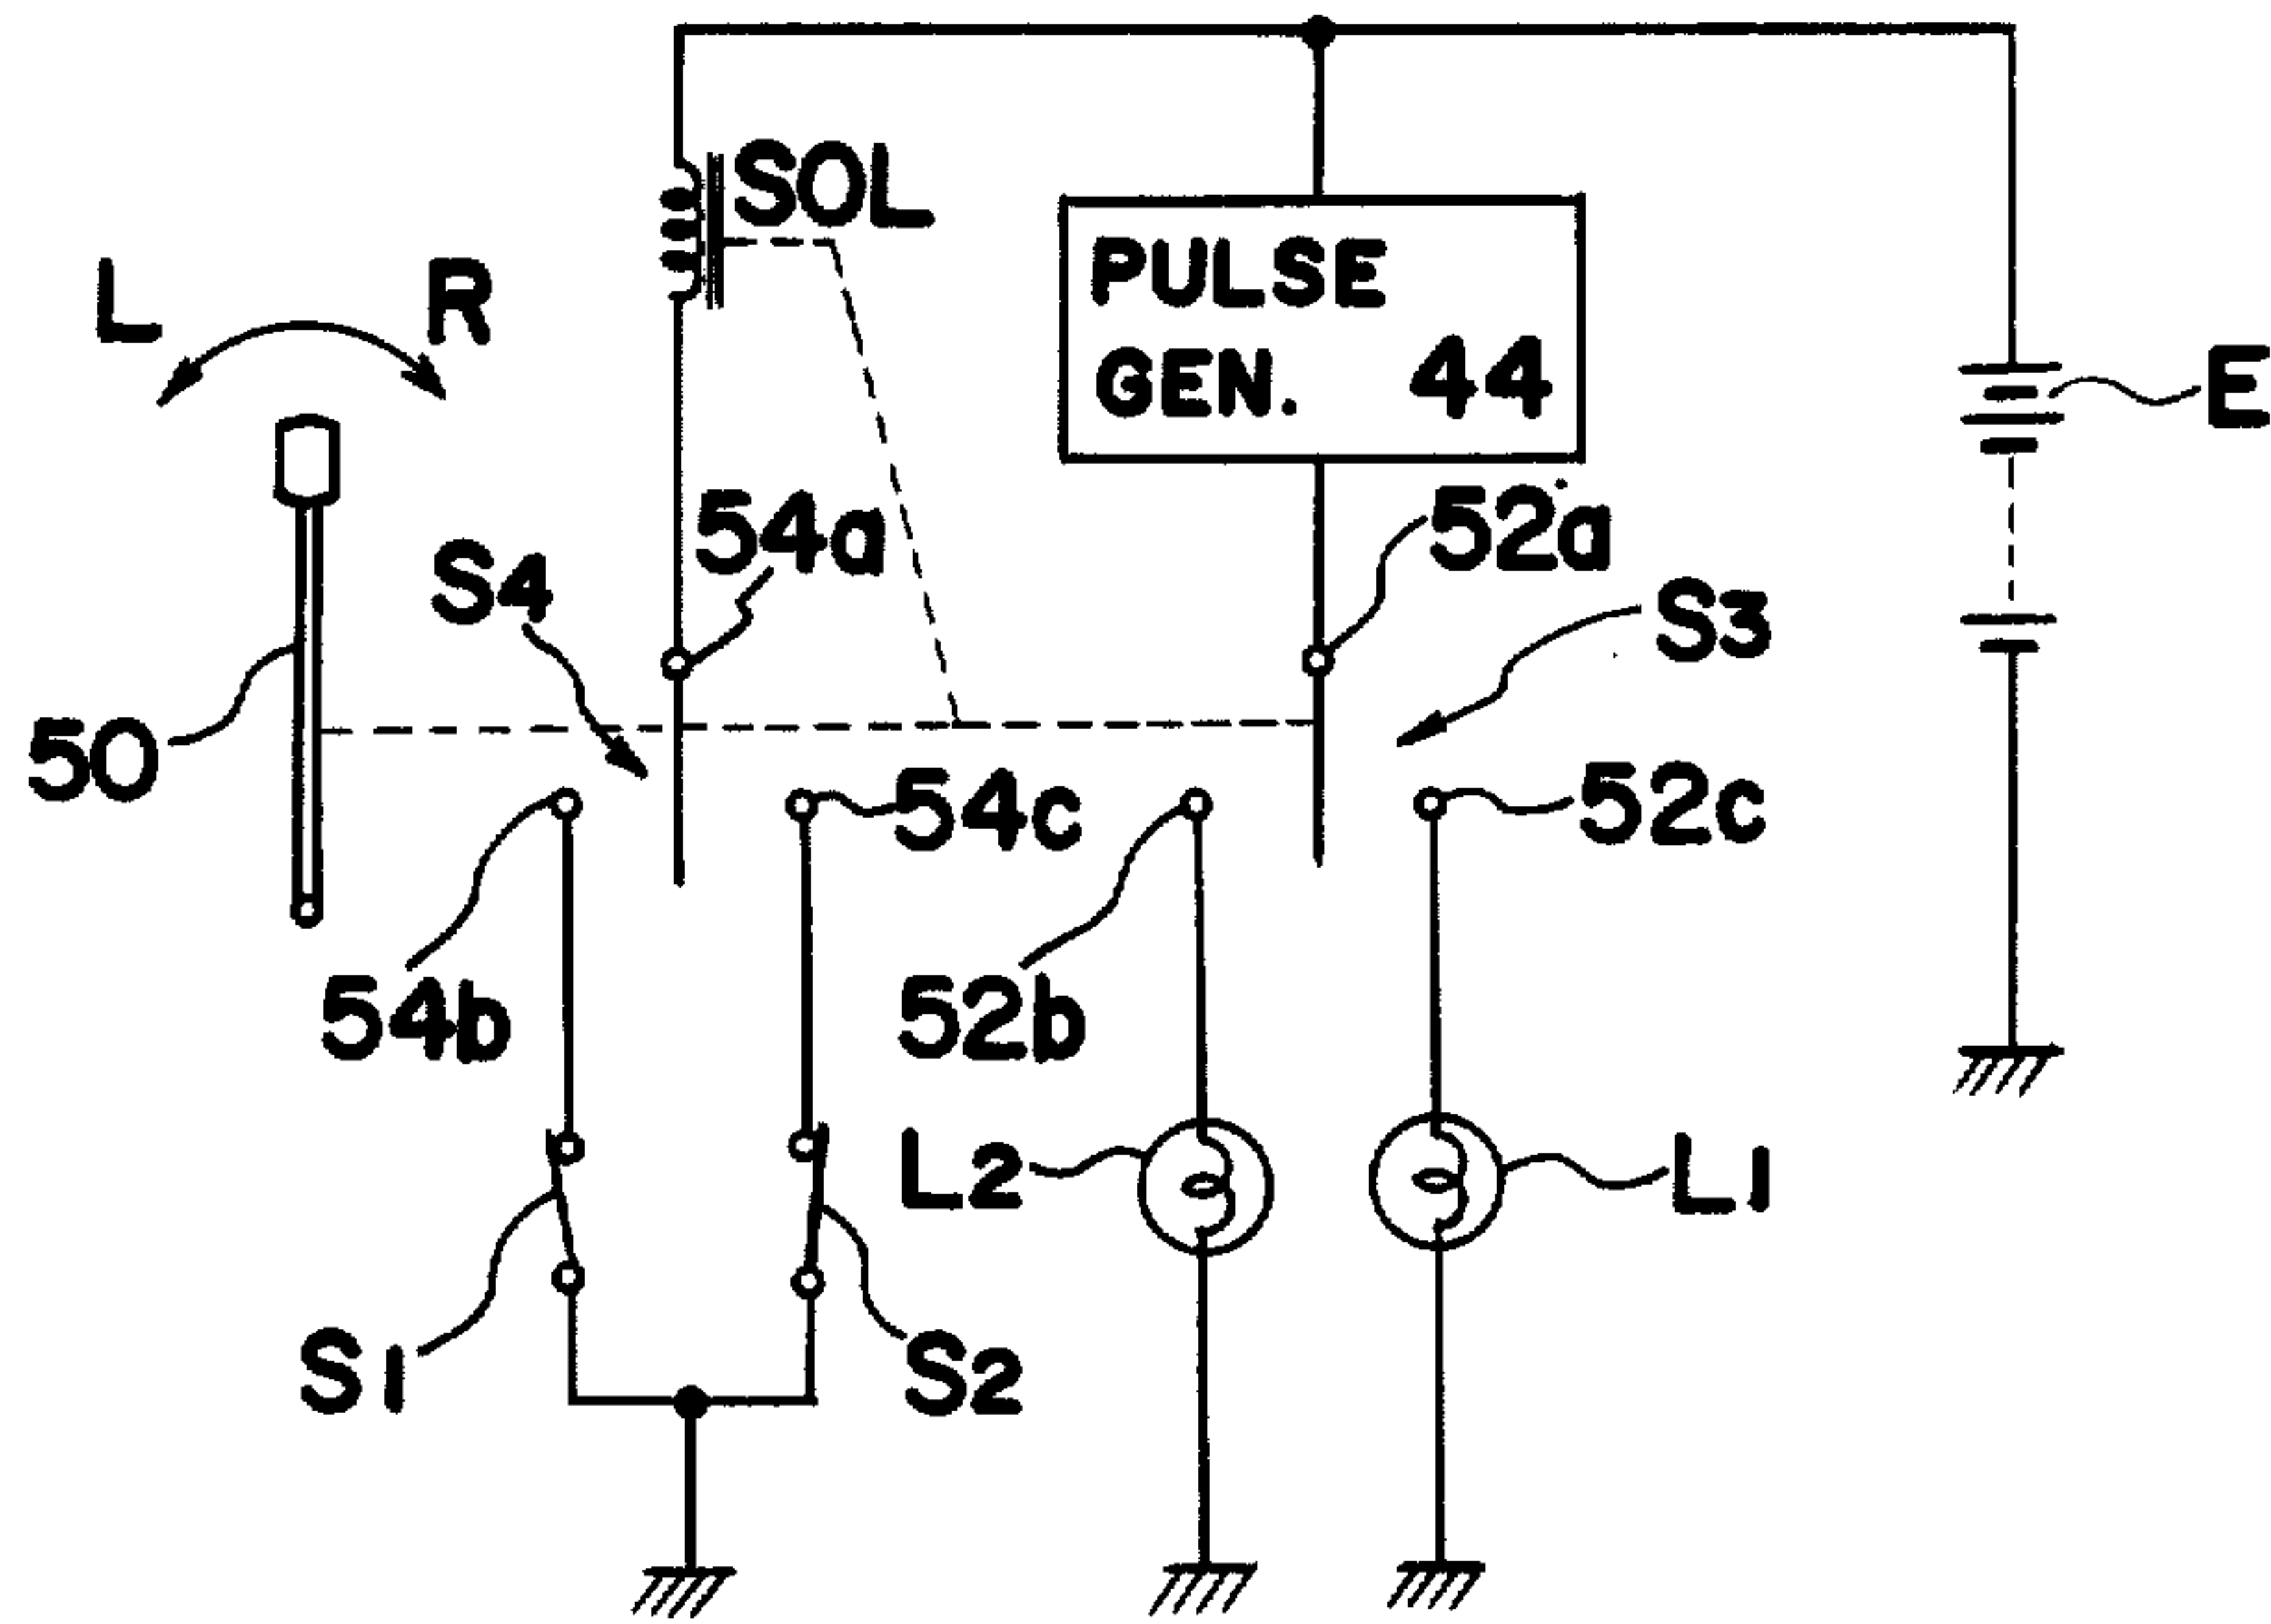 SOL
L R
PULSE
GEN. 44
E
54a
52a
S4
S3
50
54c
52c
54b
52b
L2
L1
S1
S2